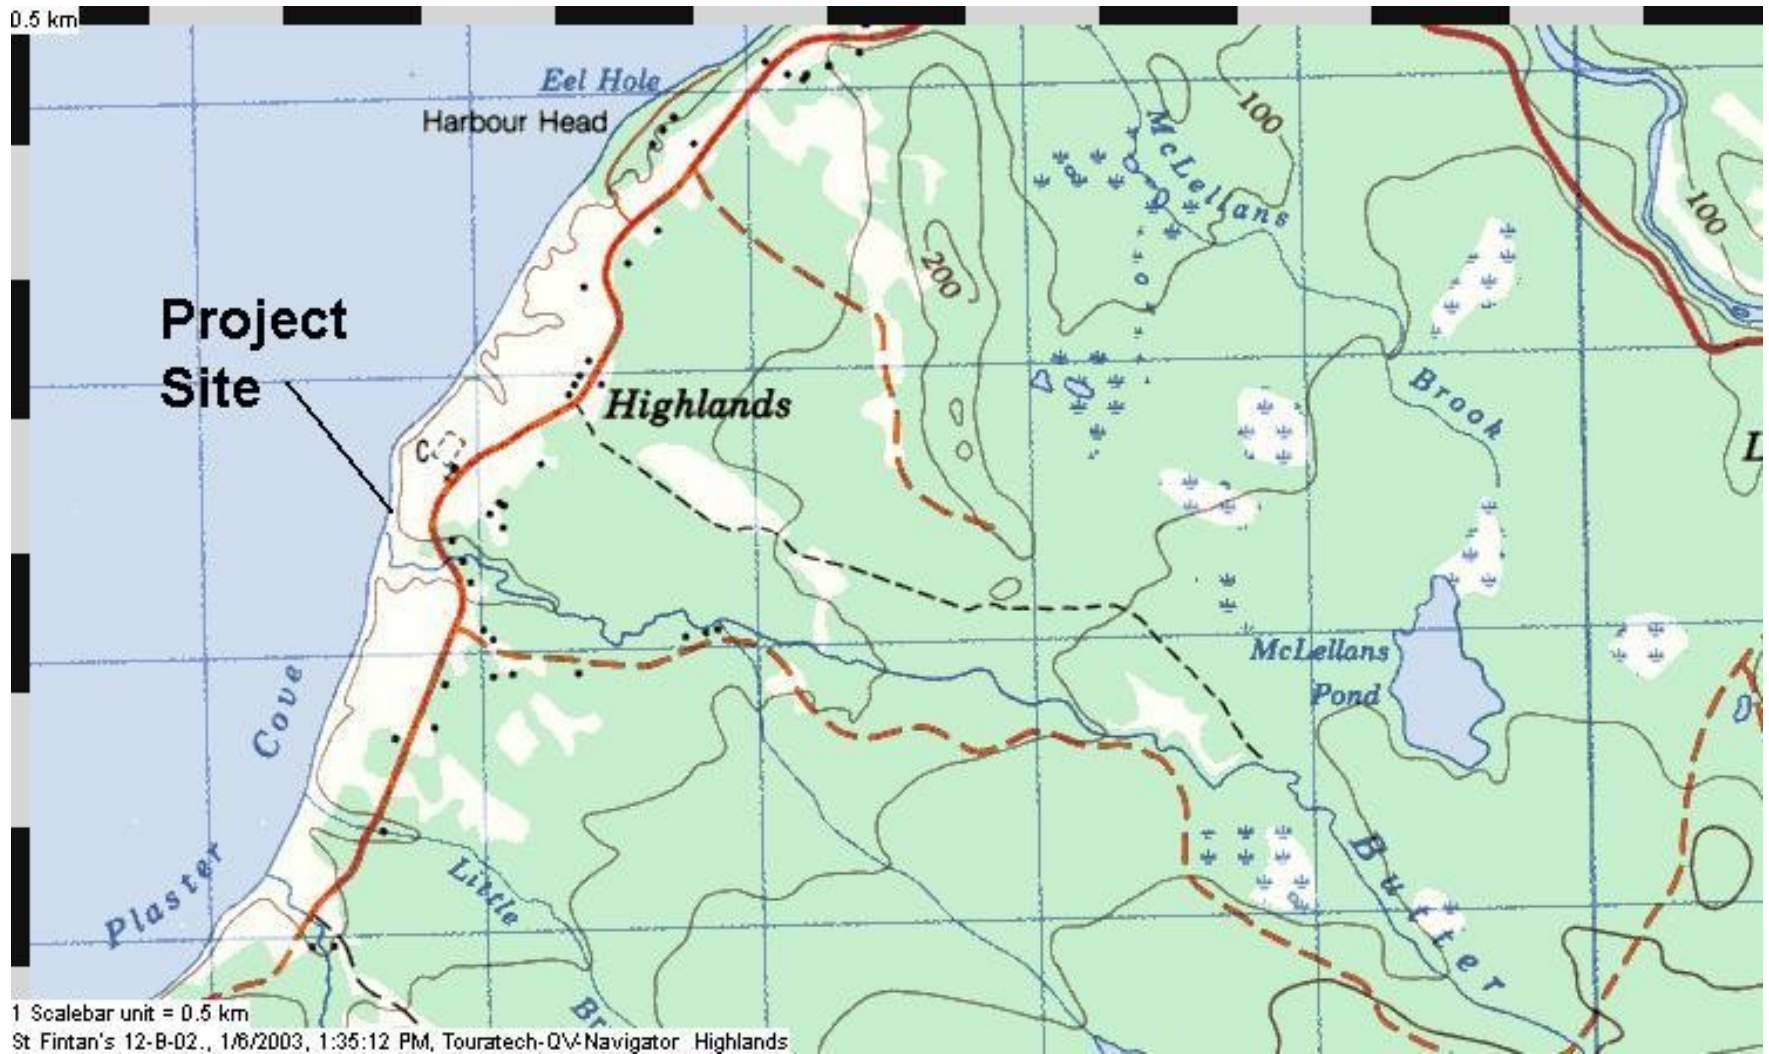 0.5 km
Eel Hole
Harbour Head
McLellans
100
100
200
Project
Site
Highlands
Brook
C
L
McLellans
Pond
Cove
Plaster
Little
Br
Butter
1 Scalebar unit = 0.5 km
St Fintan's 12-B-02., 1/6/2003, 1:35:12 PM, Touratech-QV-Navigator Highlands